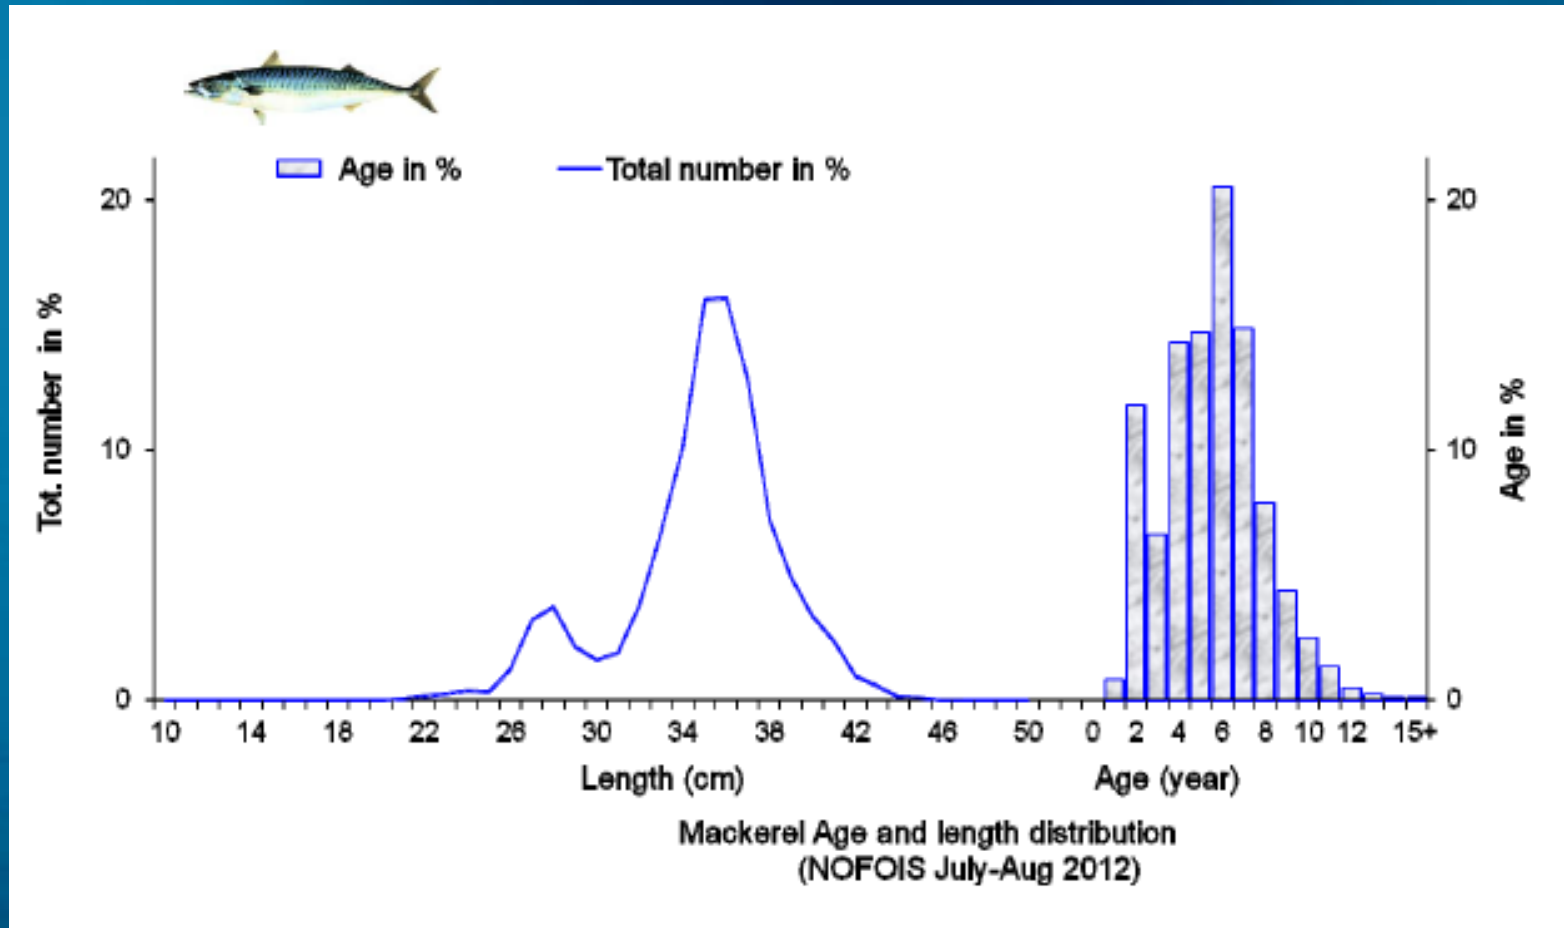 Age in %
Total number in %
20
10
0
Tot. number in %
20
10
0
Age in %
10 14 18 22 26 30 34 38 42 46 50 0 2 4 6 8 10 12 15+
Length (cm) Age (year)
Mackerel Age and length distribution
(NOFOIS July-Aug 2012)